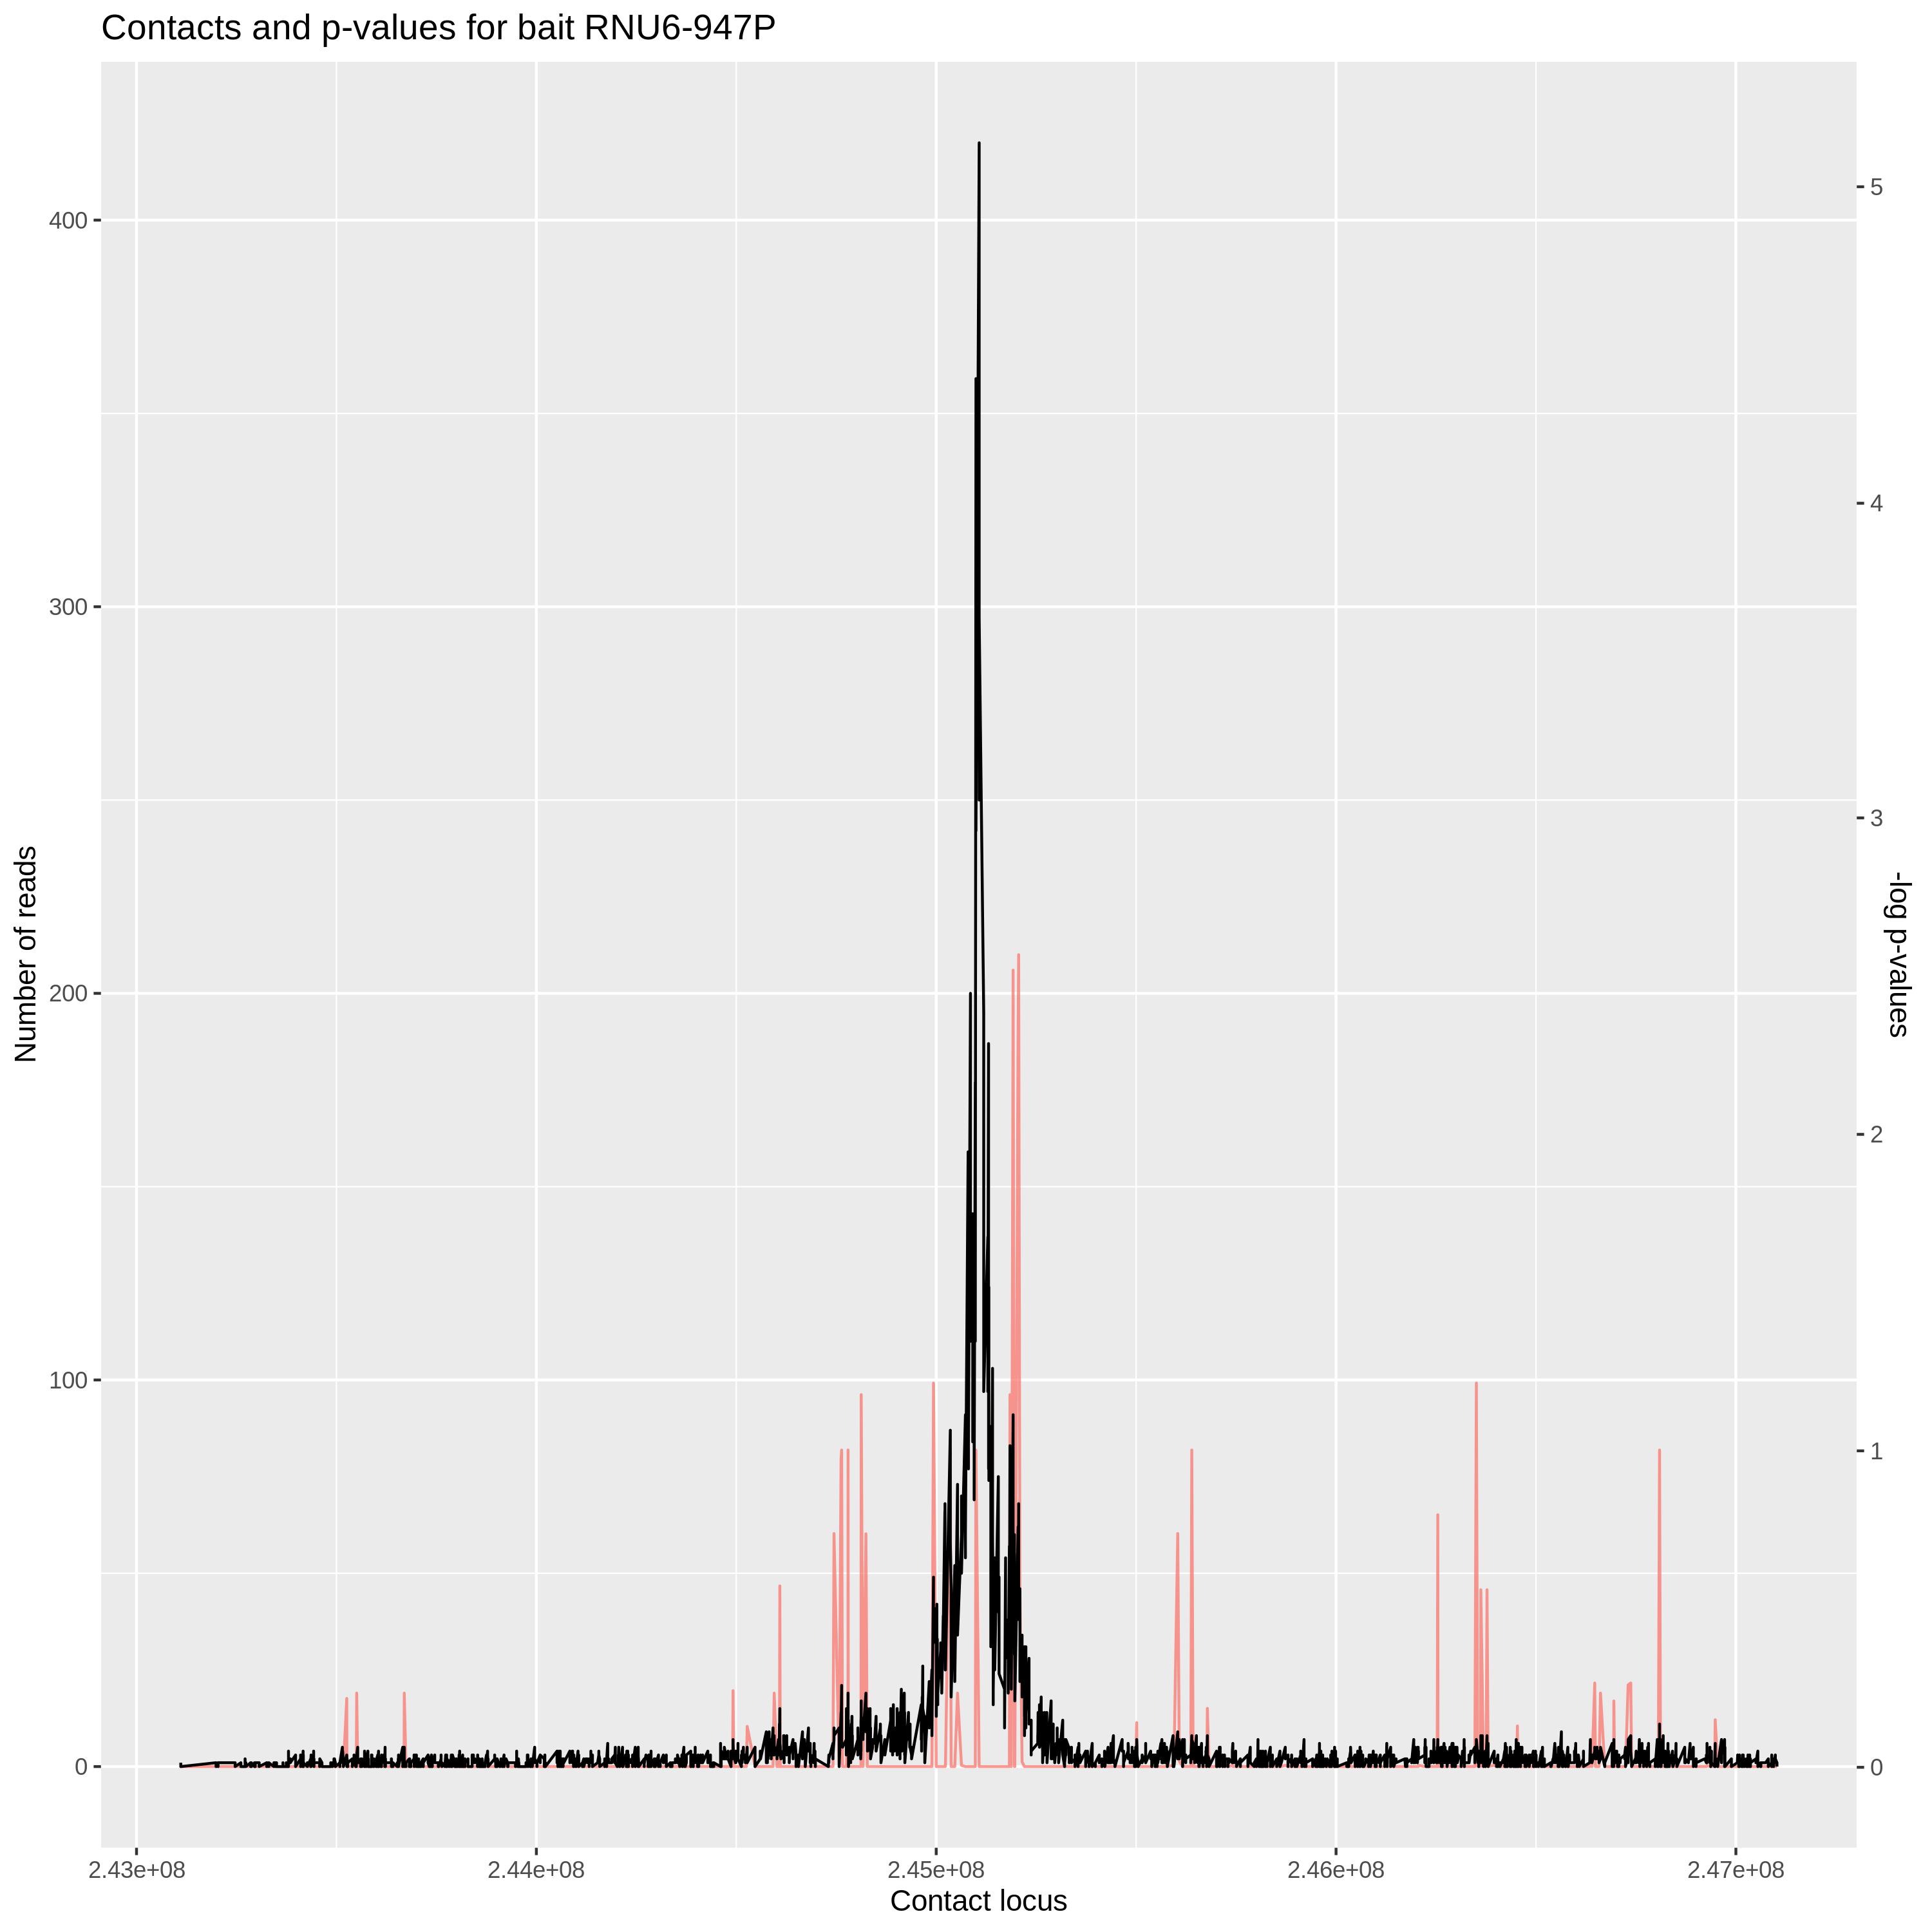 Contacts and p-values for bait RNU6-947P
Number of reads
400
300
200
100
0
-log p-values
5
4
3
2
1
0
2.43e+08
2.44e+08
2.45e+08
2.46e+08
2.47e+08
Contact locus